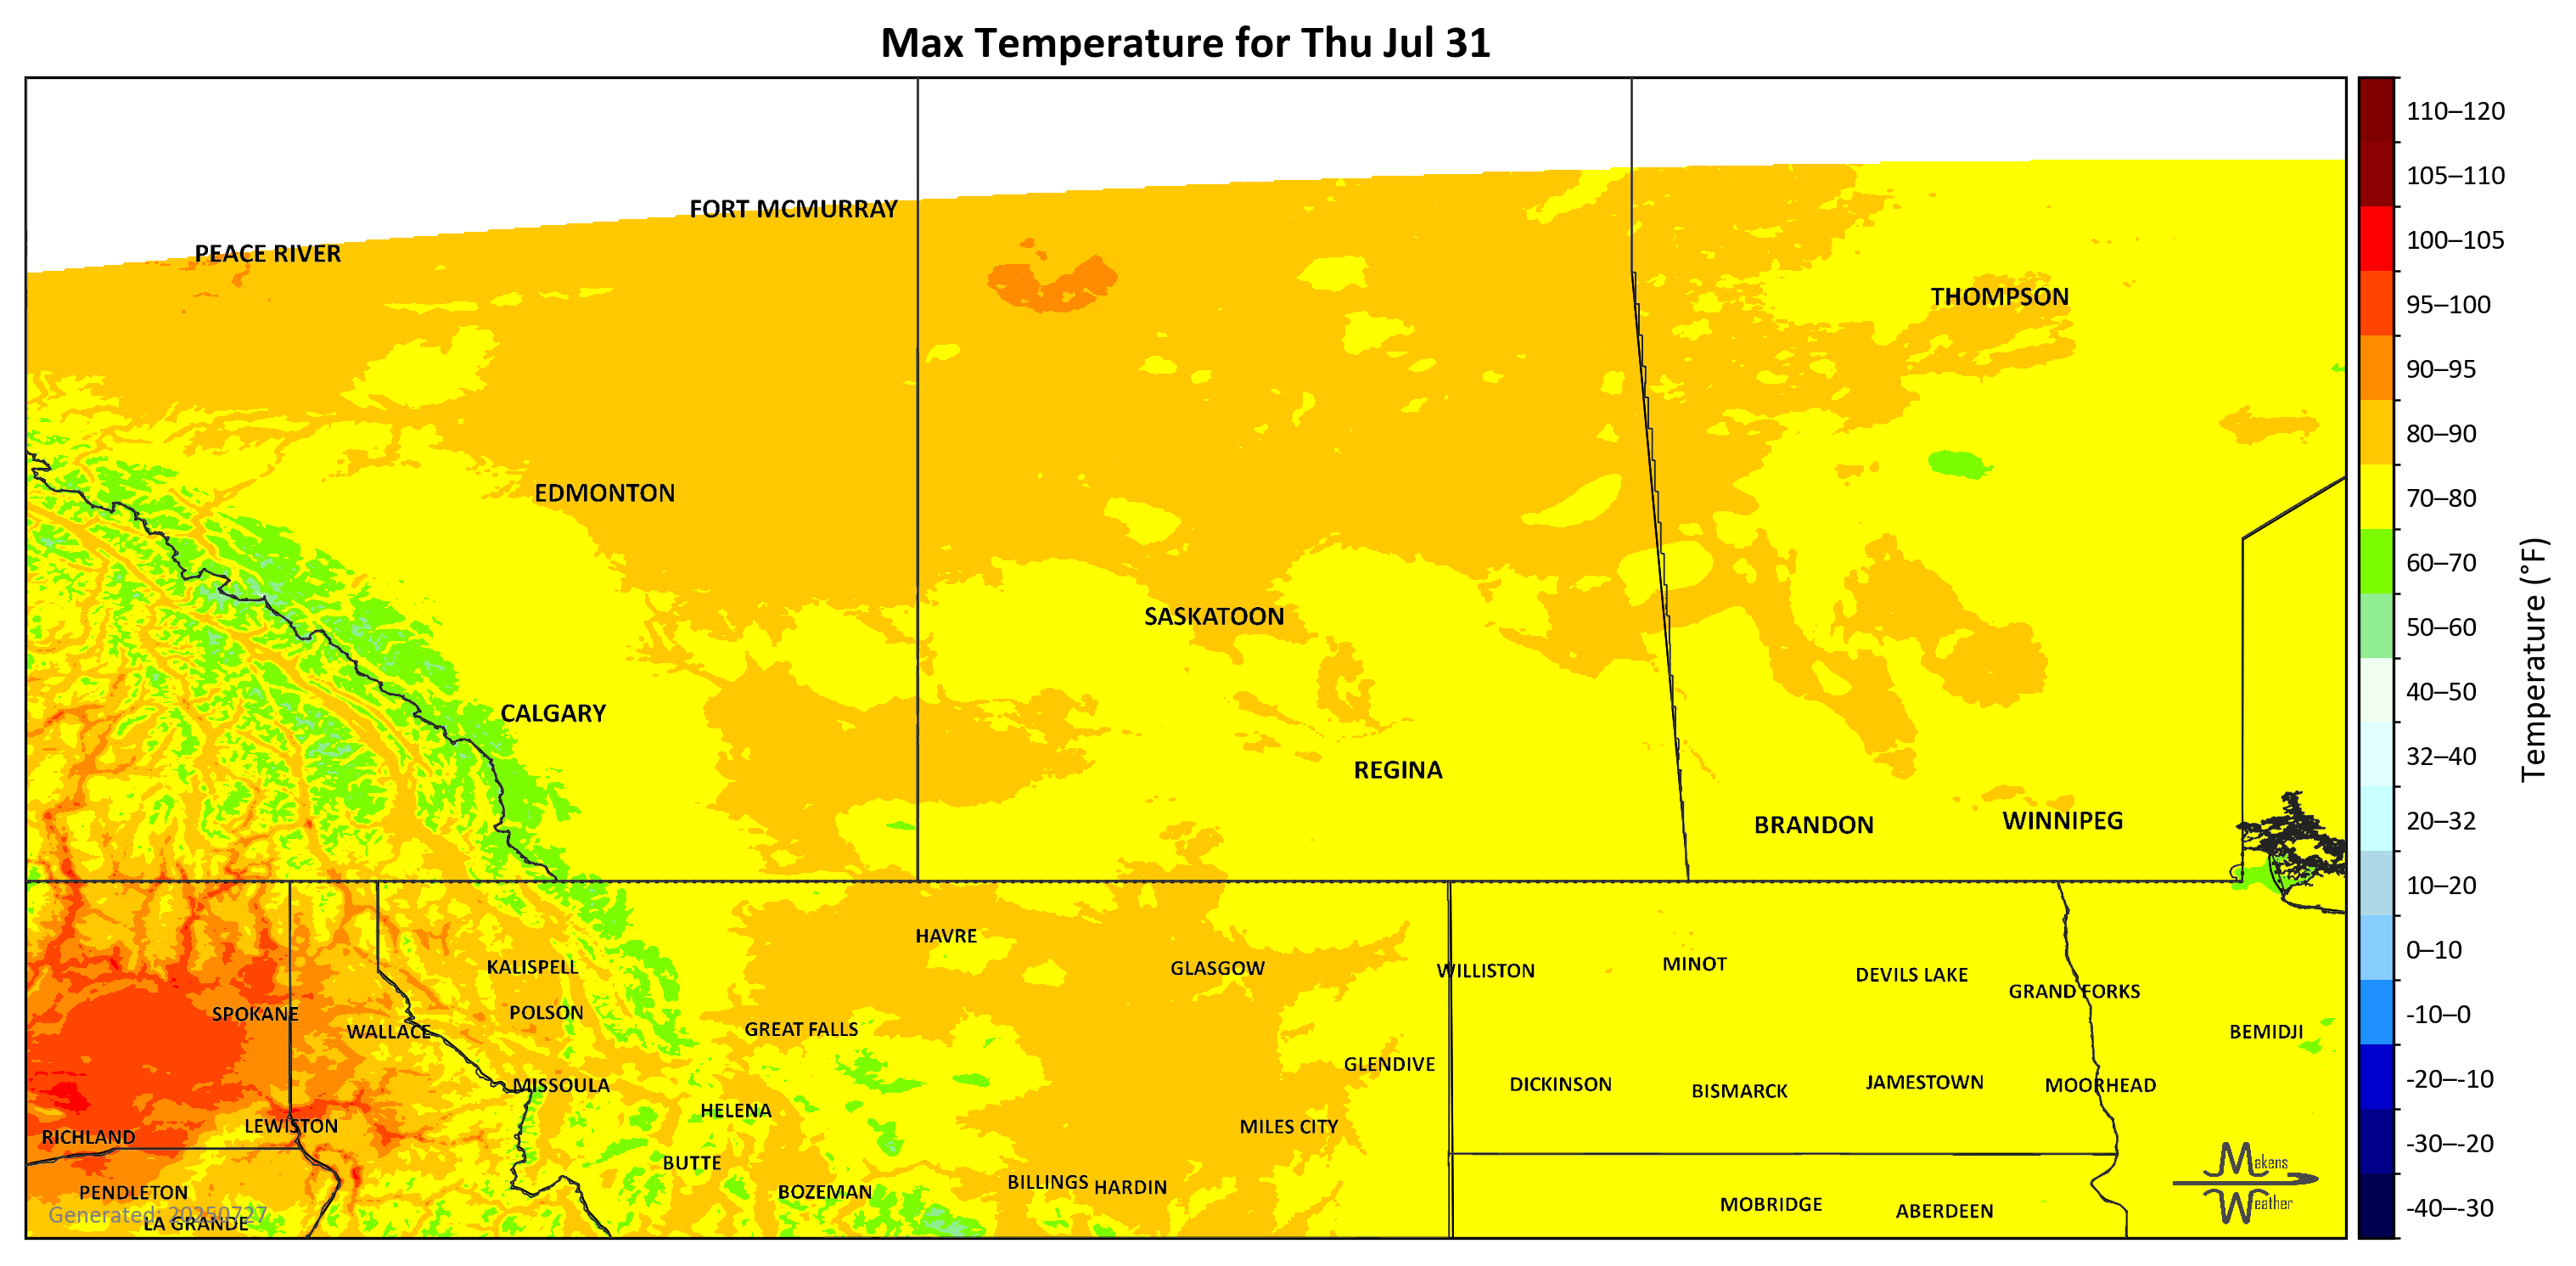 Max Temperature for Thu Jul 31
110–120
105–110
100–105
95–100
90–95
80–90
70–80
60–70
50–60
40–50
32–40
20–32
10–20
0–10
-10–0
-20–-10
-30–-20
-40–-30
Temperature (°F)
FORT MCMURRAY
PEACE RIVER
THOMPSON
EDMONTON
SASKATOON
CALGARY
REGINA
BRANDON
WINNIPEG
HAVRE
KALISPELL
GLASGOW
WILLISTON
MINOT
DEVILS LAKE
GRAND FORKS
SPOKANE
POLSON
WALLACE
GREAT FALLS
BEMIDJI
GLENDIVE
MISSOULA
DICKINSON
BISMARCK
JAMESTOWN
MOORHEAD
HELENA
LEWISTON
MILES CITY
RICHLAND
BUTTE
BILLINGS
HARDIN
PENDLETON
BOZEMAN
MOBRIDGE
ABERDEEN
LA GRANDE
Generated: 20250727
Makens
Weather